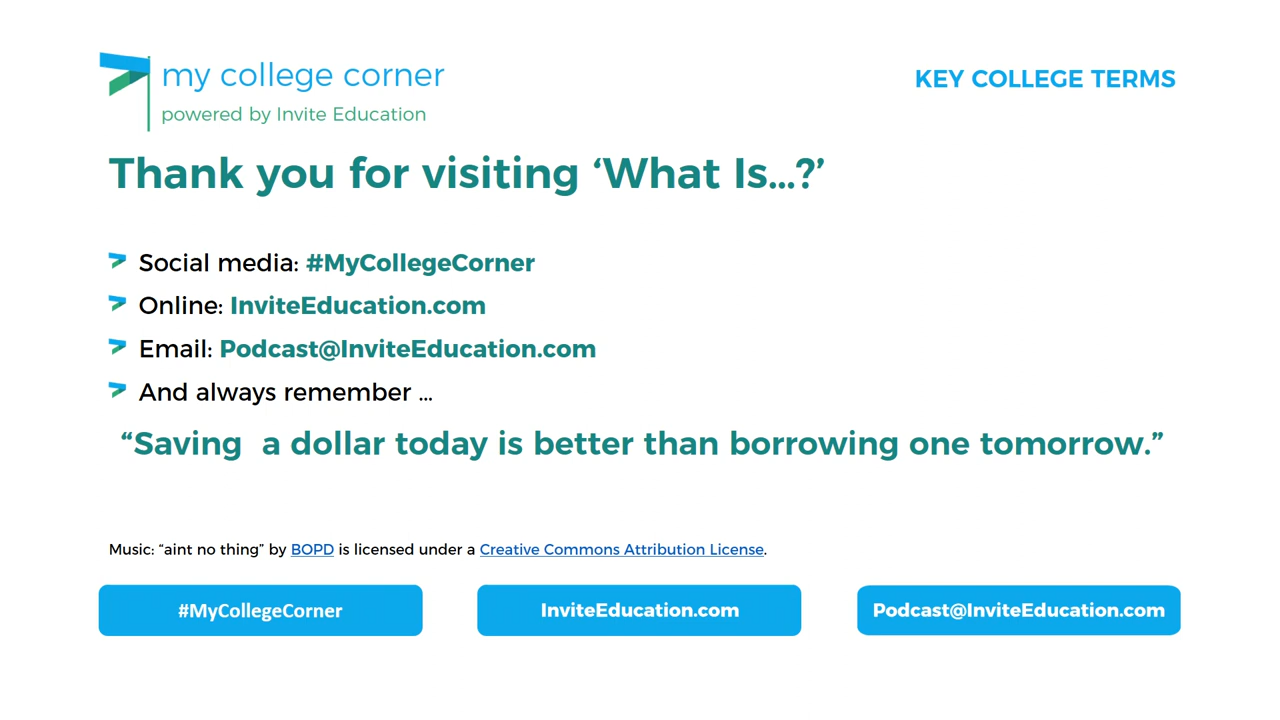 my college corner
powered by Invite Education
KEY COLLEGE TERMS
Thank you for visiting ‘What Is...?’
Social media: #MyCollegeCorner
Online: InviteEducation.com
Email: Podcast@InviteEducation.com
And always remember ...
“Saving  a dollar today is better than borrowing one tomorrow.”
Music: “aint no thing” by BOPD is licensed under a Creative Commons Attribution License.
#MyCollegeCorner
InviteEducation.com
Podcast@InviteEducation.com